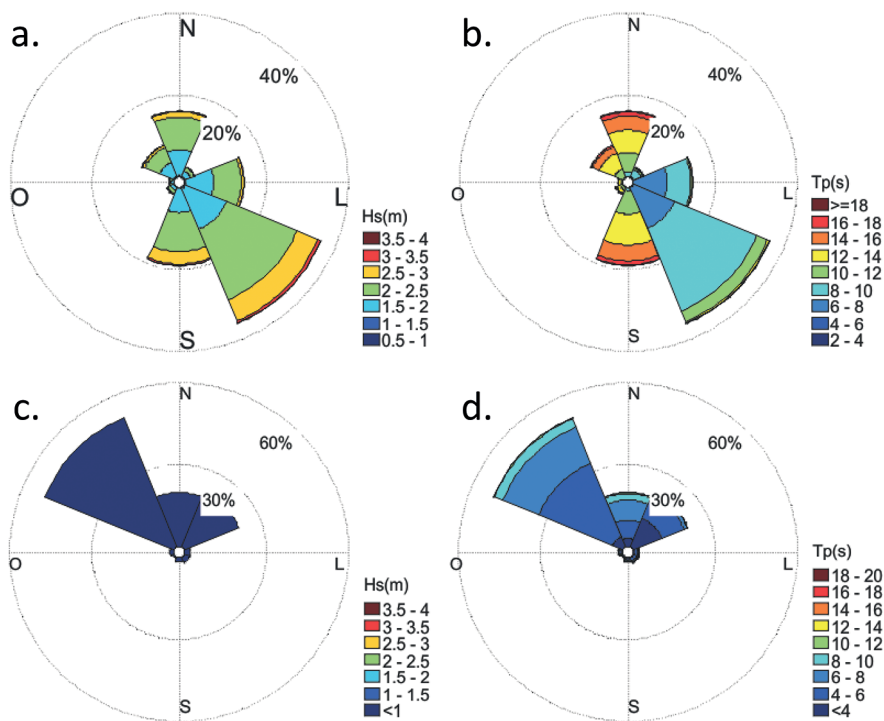 a.
N
40%
20%
O
L
S
Hs(m)
3.5 - 4
3 - 3.5
2.5 - 3
2 - 2.5
1.5 - 2
1 - 1.5
0.5 - 1
b.
N
40%
20%
O
L
S
Tp(s)
>=18
16 - 18
14 - 16
12 - 14
10 - 12
8 - 10
6 - 8
4 - 6
2 - 4
c.
N
60%
30%
O
L
S
Hs(m)
3.5 - 4
3 - 3.5
2.5 - 3
2 - 2.5
1.5 - 2
1 - 1.5
<1
d.
N
60%
30%
O
L
S
Tp(s)
18 - 20
16 - 18
14 - 16
12 - 14
10 - 12
8 - 10
6 - 8
4 - 6
<4